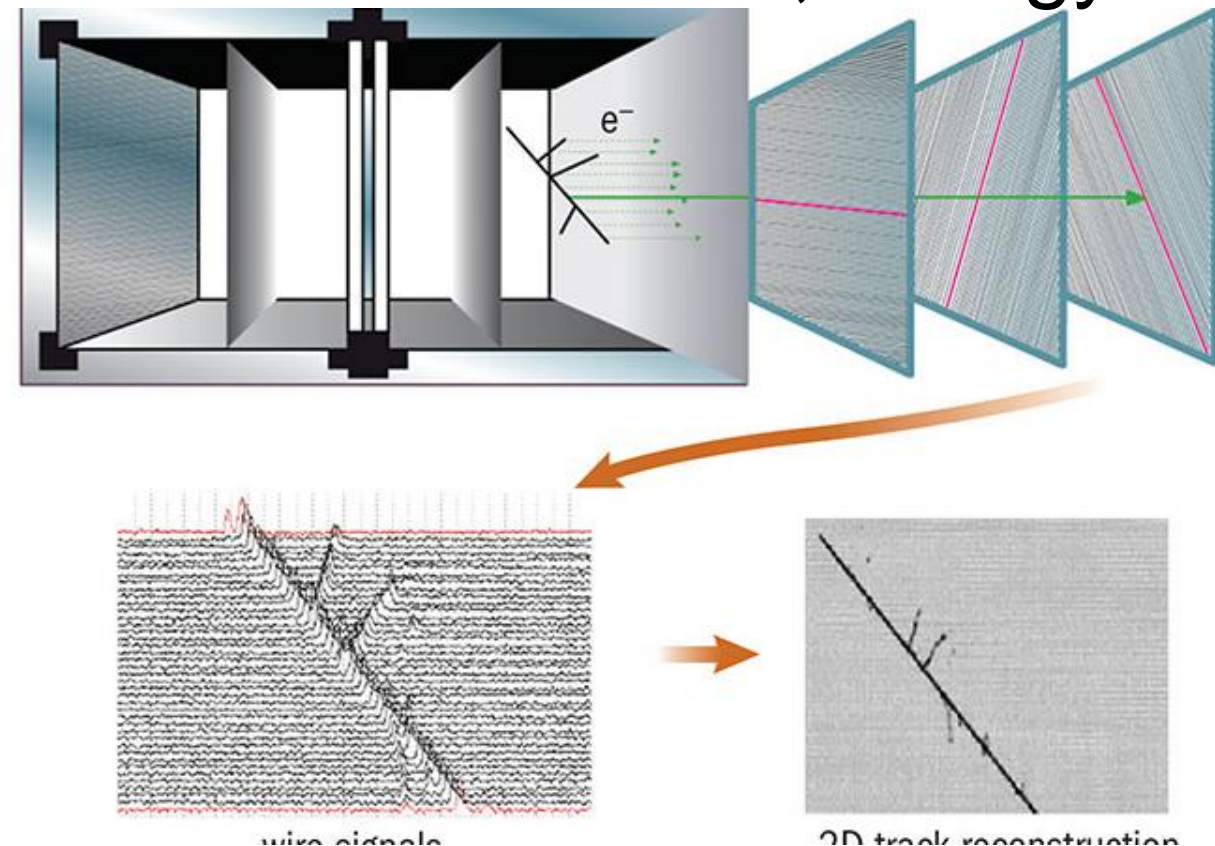 e⁻
wire signals
2D track reconstruction